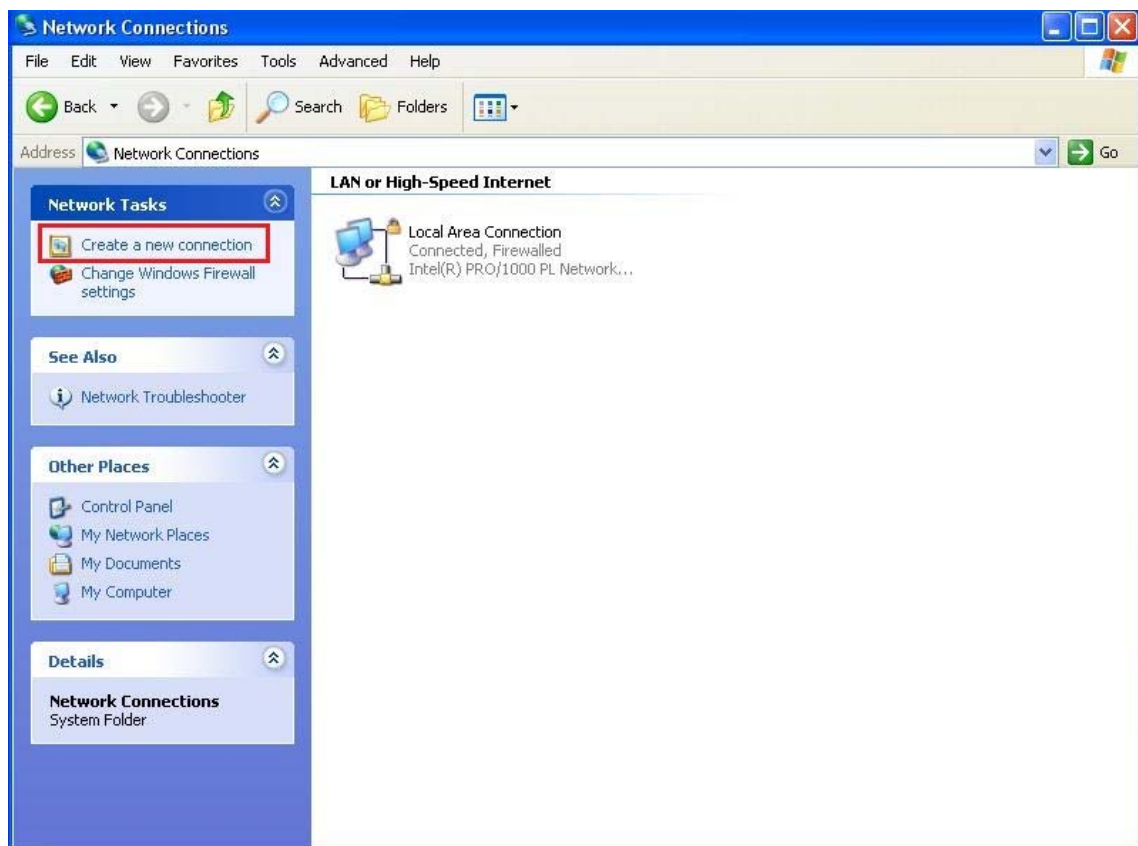 Network Connections
File Edit View Favorites Tools Advanced Help
Back Search Folders
Address Network Connections Go
Network Tasks
Create a new connection
Change Windows Firewall
settings
See Also
Network Troubleshooter
Other Places
Control Panel
My Network Places
My Documents
My Computer
Details
Network Connections
System Folder
LAN or High-Speed Internet
Local Area Connection
Connected, Firewalled
Intel(R) PRO/1000 PL Network...